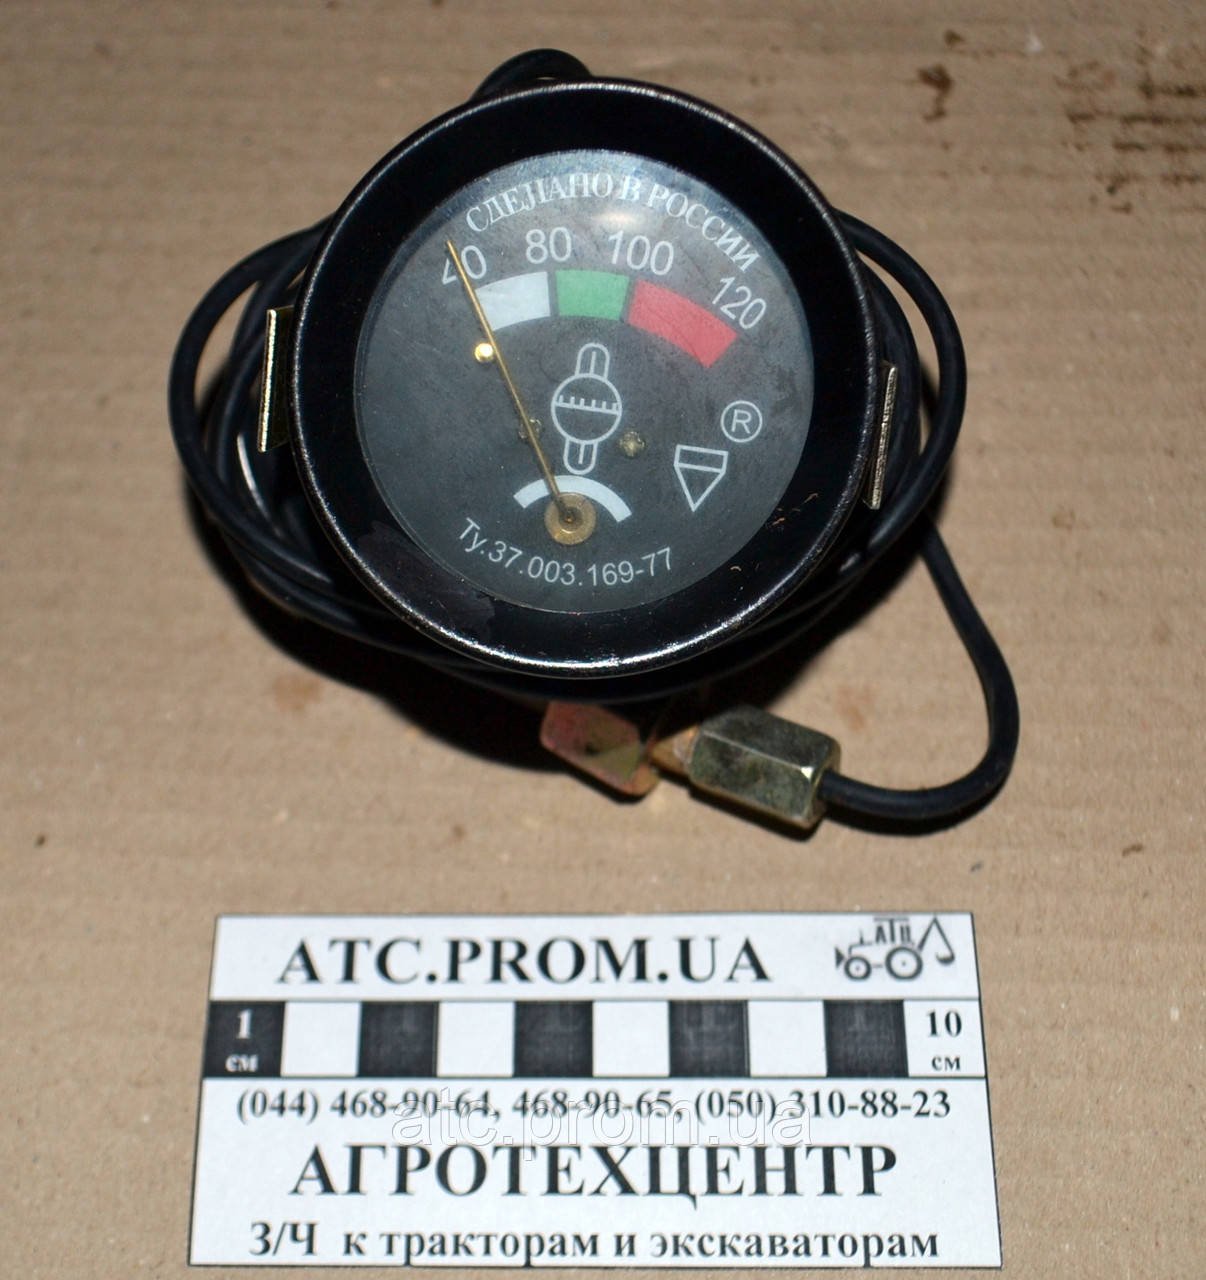 СДЕЛАНО В РОССИИ
40 80 100 120
®
Ту.37.003.169-77
ATC.PROM.UA
АТЦ
1 см 10 см
(044) 468-90-64, 468-90-65, (050) 310-88-23
atc.prom.ua
АГРОТЕХЦЕНТР
З/Ч к тракторам и экскаваторам